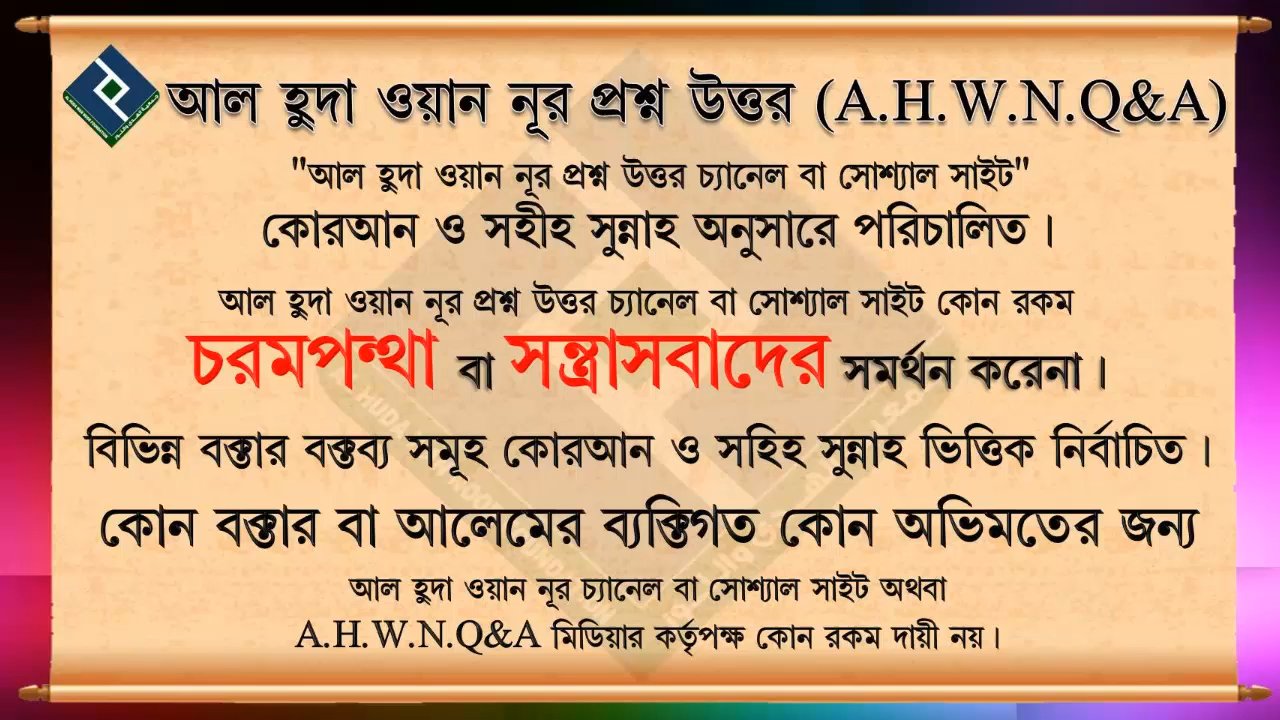 আল হুদা ওয়ান নূর প্রশ্ন উত্তর (A.H.W.N.Q&A)
"আল হুদা ওয়ান নূর প্রশ্ন উত্তর চ্যানেল বা সোশ্যাল সাইট"
কোরআন ও সহীহ সুন্নাহ অনুসারে পরিচালিত।
আল হুদা ওয়ান নূর প্রশ্ন উত্তর চ্যানেল বা সোশ্যাল সাইট কোন রকম
চরমপন্থা বা সন্ত্রাসবাদের সমর্থন করেনা।
বিভিন্ন বক্তার বক্তব্য সমূহ কোরআন ও সহিহ সুন্নাহ ভিত্তিক নির্বাচিত।
কোন বক্তার বা আলেমের ব্যক্তিগত কোন অভিমতের জন্য
আল হুদা ওয়ান নূর চ্যানেল বা সোশ্যাল সাইট অথবা
A.H.W.N.Q&A মিডিয়ার কর্তৃপক্ষ কোন রকম দায়ী নয়।